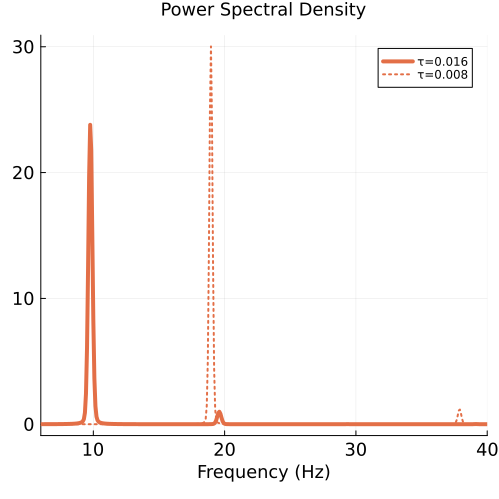 Power Spectral Density
30
20
10
0
τ=0.016
τ=0.008
10 20 30 40
Frequency (Hz)